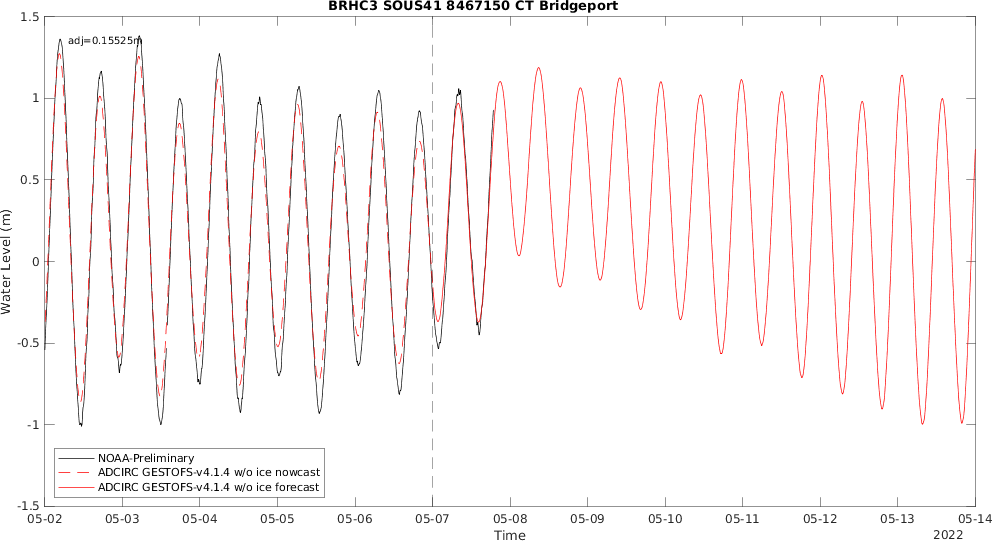 BRHC3 SOUS41 8467150 CT Bridgeport
adj=0.15525m
1.5
1
0.5
0
-0.5
-1
-1.5
Water Level (m)
NOAA-Preliminary
ADCIRC GESTOFS-v4.1.4 w/o ice nowcast
ADCIRC GESTOFS-v4.1.4 w/o ice forecast
05-02 05-03 05-04 05-05 05-06 05-07 05-08 05-09 05-10 05-11 05-12 05-13 05-14
Time
2022